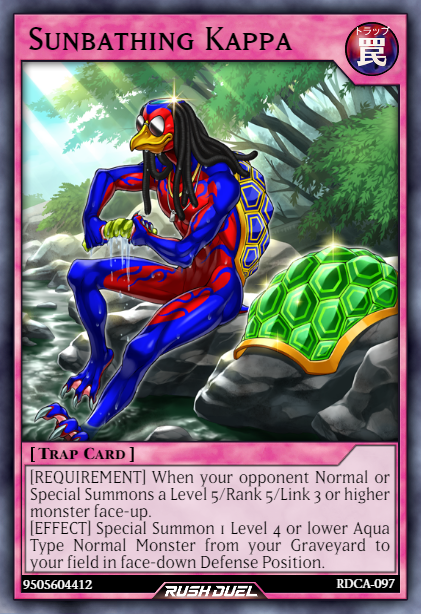 Sunbathing Kappa
トラップ
罠
[ Trap Card ]
[REQUIREMENT] When your opponent Normal or
Special Summons a Level 5/Rank 5/Link 3 or higher
monster face-up.
[EFFECT] Special Summon 1 Level 4 or lower Aqua
Type Normal Monster from your Graveyard to
your field in face-down Defense Position.
9505604412
RUSH DUEL
RDCA-097